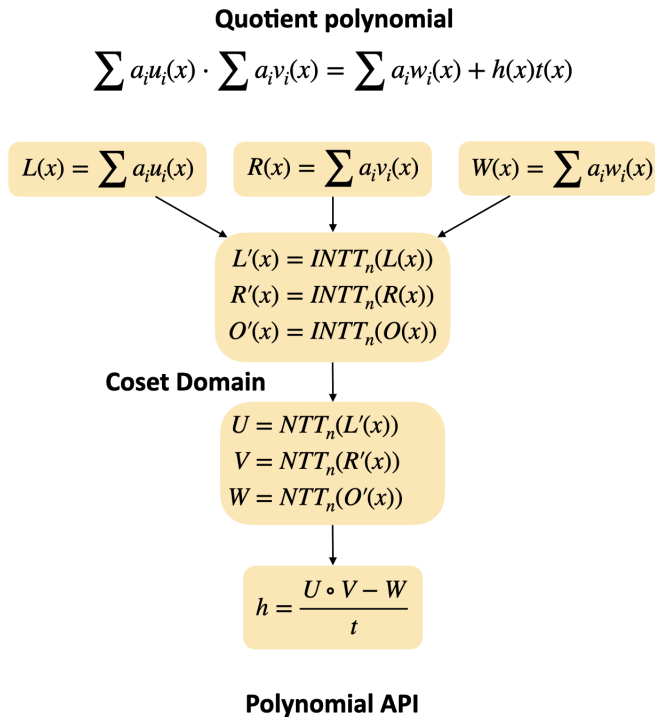 Quotient polynomial
∑ aᵢuᵢ(x) · ∑ aᵢvᵢ(x) = ∑ aᵢwᵢ(x) + h(x)t(x)
L(x) = ∑ aᵢuᵢ(x)
R(x) = ∑ aᵢvᵢ(x)
W(x) = ∑ aᵢwᵢ(x)
L′(x) = INTTₙ(L(x))
R′(x) = INTTₙ(R(x))
O′(x) = INTTₙ(O(x))
Coset Domain
U = NTTₙ(L′(x))
V = NTTₙ(R′(x))
W = NTTₙ(O′(x))
h = (U ∘ V − W) / t
Polynomial API